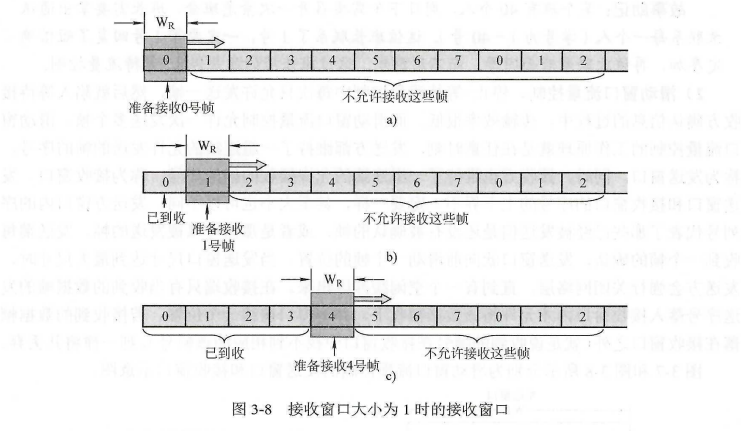 W_R
0 1 2 3 4 5 6 7 0 1 2
准备接收0号帧
不允许接收这些帧
a)
W_R
0 1 2 3 4 5 6 7 0 1 2
已到收
准备接收
1号帧
不允许接收这些帧
b)
W_R
0 1 2 3 4 5 6 7 0 1 2
已到收
准备接收4号帧
不允许接收这些帧
c)
图 3-8 接收窗口大小为 1 时的接收窗口